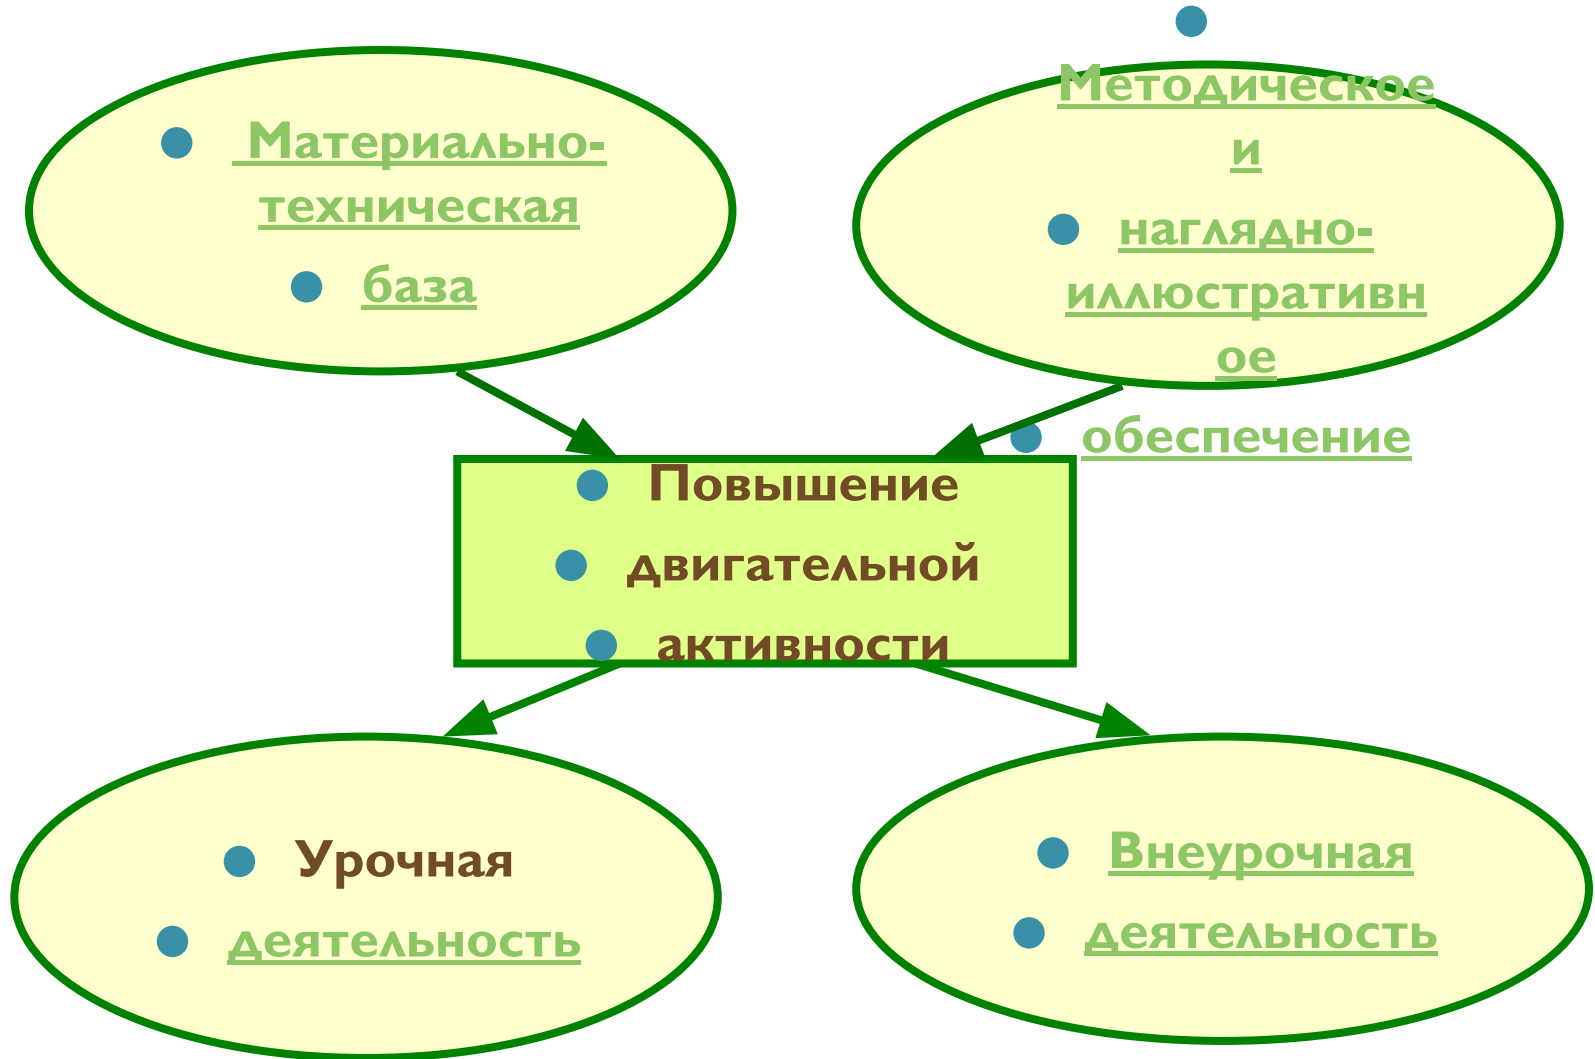 Материально-
техническая
база
Методическое
и
наглядно-
иллюстративн
ое
обеспечение
Повышение
двигательной
активности
Урочная
деятельность
Внеурочная
деятельность